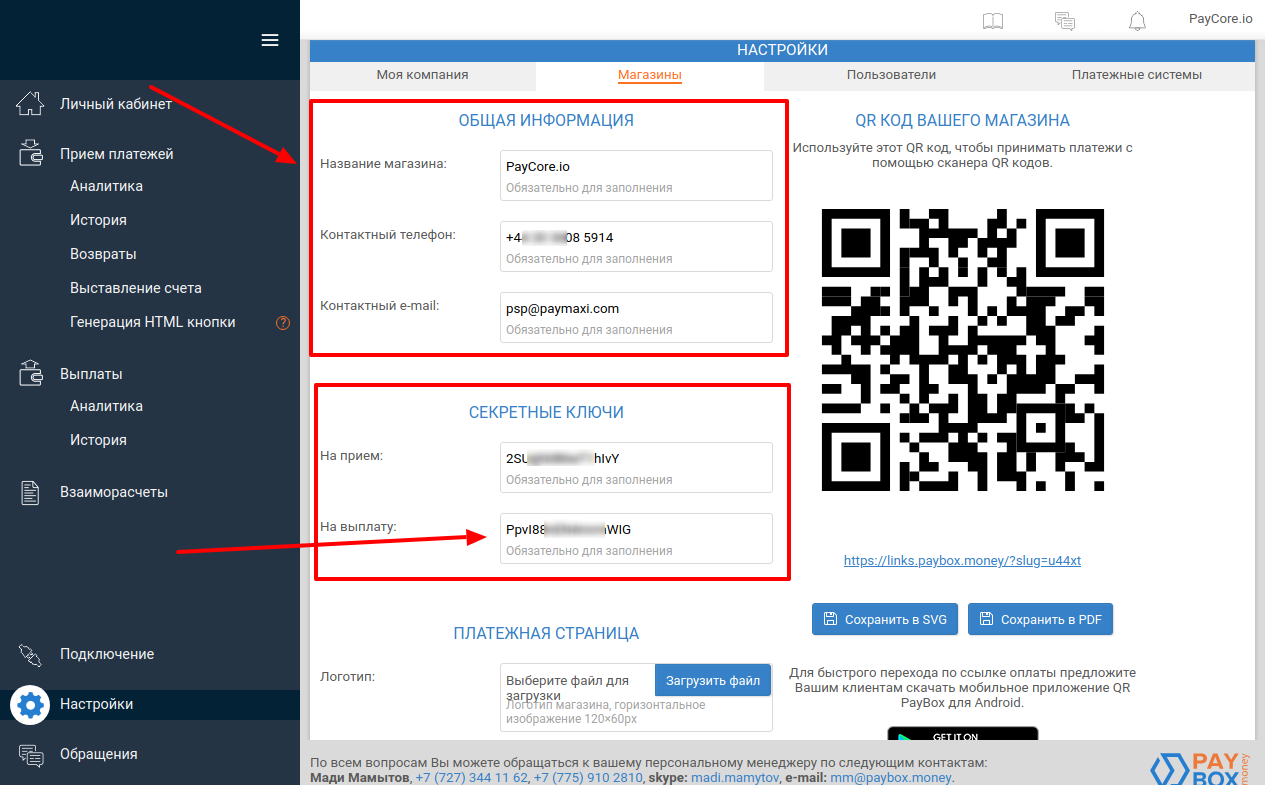 PayCore.io
НАСТРОЙКИ
Моя компания
Магазины
Пользователи
Платежные системы
Личный кабинет
Прием платежей
Аналитика
История
Возвраты
Выставление счета
Генерация HTML кнопки
?
Выплаты
Аналитика
История
Взаиморасчеты
Подключение
Настройки
Обращения
ОБЩАЯ ИНФОРМАЦИЯ
Название магазина:
PayCore.io
Обязательно для заполнения
Контактный телефон:
+4 08 5914
Обязательно для заполнения
Контактный e-mail:
psp@paymaxi.com
Обязательно для заполнения
СЕКРЕТНЫЕ КЛЮЧИ
На прием:
Обязательно для заполнения
На выплату:
Обязательно для заполнения
ПЛАТЕЖНАЯ СТРАНИЦА
Логотип:
Выберите файл для
загрузки
Загрузить файл
Логотип магазина, горизонтальное
изображение 120×60px
QR КОД ВАШЕГО МАГАЗИНА
Используйте этот QR код, чтобы принимать платежи с
помощью сканера QR кодов.
https://links.paybox.money/?slug=u44xt
Сохранить в SVG
Сохранить в PDF
Для быстрого перехода по ссылке оплаты предложите
Вашим клиентам скачать мобильное приложение QR
PayBox для Android.
GET IT ON
По всем вопросам Вы можете обращаться к вашему персональному менеджеру по следующим контактам:
Мади Мамытов, +7 (727) 344 11 62, +7 (775) 910 2810, skype: madi.mamytov, e-mail: mm@paybox.money.
PAY
BOX
money